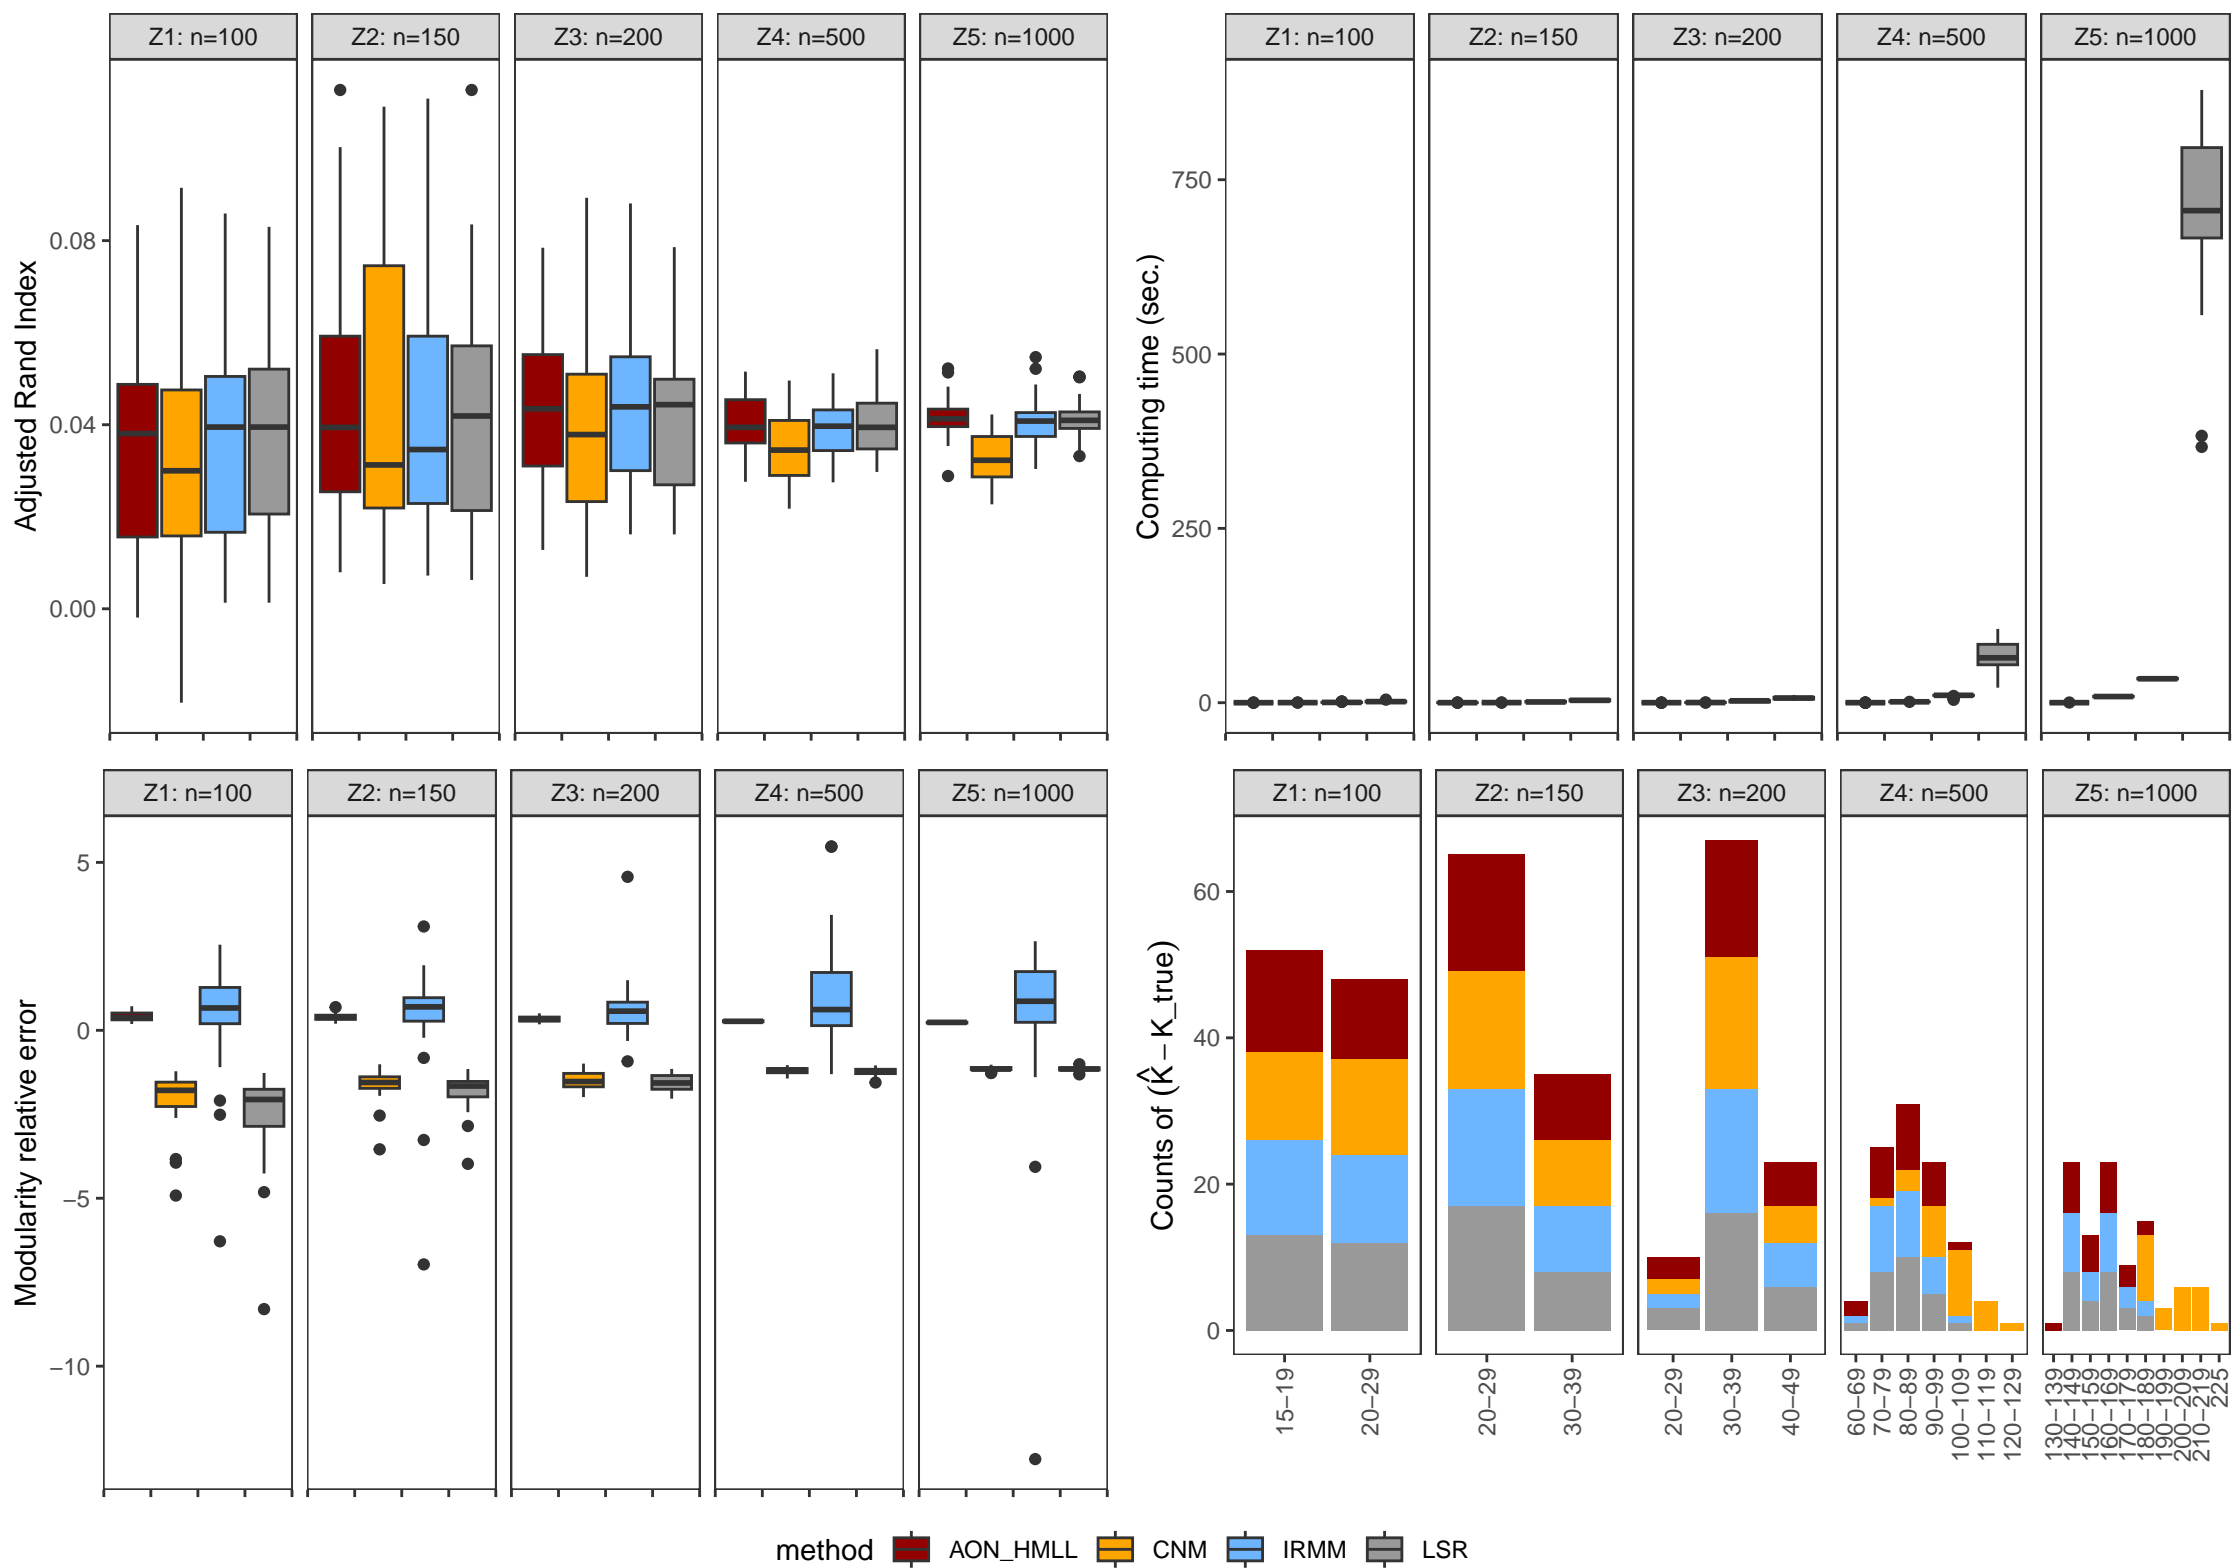 Z1: n=100 Z2: n=150 Z3: n=200 Z4: n=500 Z5: n=1000
Adjusted Rand Index
0.08
0.04
0.00
Z1: n=100 Z2: n=150 Z3: n=200 Z4: n=500 Z5: n=1000
Computing time (sec.)
750
500
250
0
Z1: n=100 Z2: n=150 Z3: n=200 Z4: n=500 Z5: n=1000
Modularity relative error
5
0
−5
−10
Z1: n=100 Z2: n=150 Z3: n=200 Z4: n=500 Z5: n=1000
Counts of (K̂ − K_true)
60
40
20
0
15−19 20−29 20−29 30−39 20−29 30−39 40−49 60−69 70−79 80−89 90−99 100−109 110−119 120−129 130−139 140−149 150−159 160−169 170−179 180−189 190−199 200−209 210−219 225
method AON_HMLL CNM IRMM LSR